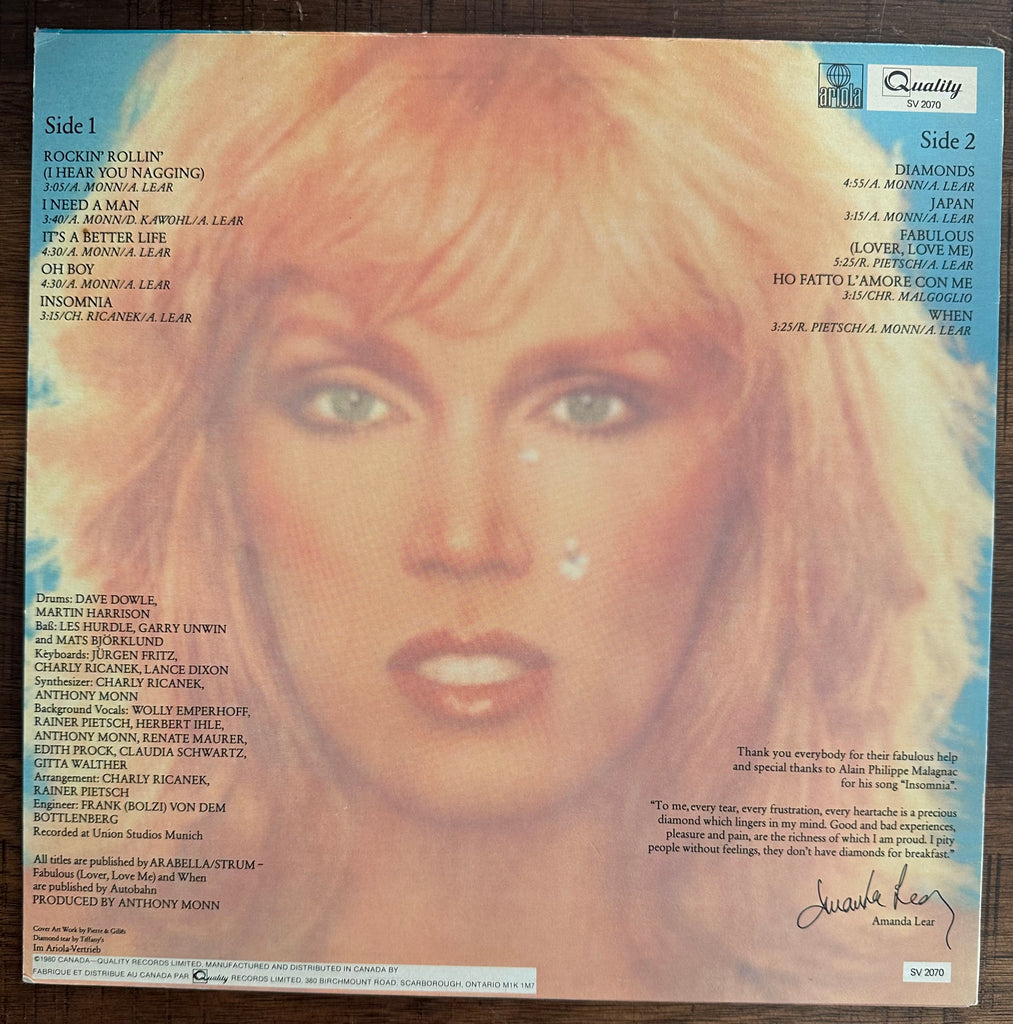 Side 1
ROCKIN' ROLLIN'
(I HEAR YOU NAGGING)
3:05/A. MONN/A. LEAR
I NEED A MAN
3:40/A. MONN/D. KAWOHL/A. LEAR
IT'S A BETTER LIFE
4:30/A. MONN/A. LEAR
OH BOY
4:30/A. MONN/A. LEAR
INSOMNIA
3:15/CH. RICANEK/A. LEAR
ariola
Quality
SV 2070
Side 2
DIAMONDS
4:55/A. MONN/A. LEAR
JAPAN
3:15/A. MONN/A. LEAR
FABULOUS
(LOVER, LOVE ME)
5:25/R. PIETSCH/A. LEAR
HO FATTO L'AMORE CON ME
3:15/CHR. MALGOGLIO
WHEN
3:25/R. PIETSCH/A. MONN/A. LEAR
Drums: DAVE DOWLE,
MARTIN HARRISON
Baß: LES HURDLE, GARRY UNWIN
and MATS BJÖRKLUND
Keyboards: JÜRGEN FRITZ,
CHARLY RICANEK, LANCE DIXON
Synthesizer: CHARLY RICANEK,
ANTHONY MONN
Background Vocals: WOLLY EMPERHOFF,
RAINER PIETSCH, HERBERT IHLE,
ANTHONY MONN, RENATE MAURER,
EDITH PROCK, CLAUDIA SCHWARTZ,
GITTA WALTHER
Arrangement: CHARLY RICANEK,
RAINER PIETSCH
Engineer: FRANK (BOLZI) VON DEM
BOTTLENBERG
Recorded at Union Studios Munich
All titles are published by ARABELLA/STRUM –
Fabulous (Lover, Love Me) and When
are published by Autobahn
PRODUCED BY ANTHONY MONN
Cover Art Work by Pierre & Gilles
Diamond tear by Tiffany's
Im Ariola-Vertrieb
©1980 CANADA—QUALITY RECORDS LIMITED, MANUFACTURED AND DISTRIBUTED IN CANADA BY
FABRIQUE ET DISTRIBUE AU CANADA PAR Quality RECORDS LIMITED, 380 BIRCHMOUNT ROAD, SCARBOROUGH, ONTARIO M1K 1M7
Thank you everybody for their fabulous help
and special thanks to Alain Philippe Malagnac
for his song "Insomnia".
"To me, every tear, every frustration, every heartache is a precious
diamond which lingers in my mind. Good and bad experiences,
pleasure and pain, are the richness of which I am proud. I pity
people without feelings, they don't have diamonds for breakfast."
Amanda Lear
Amanda Lear
SV 2070